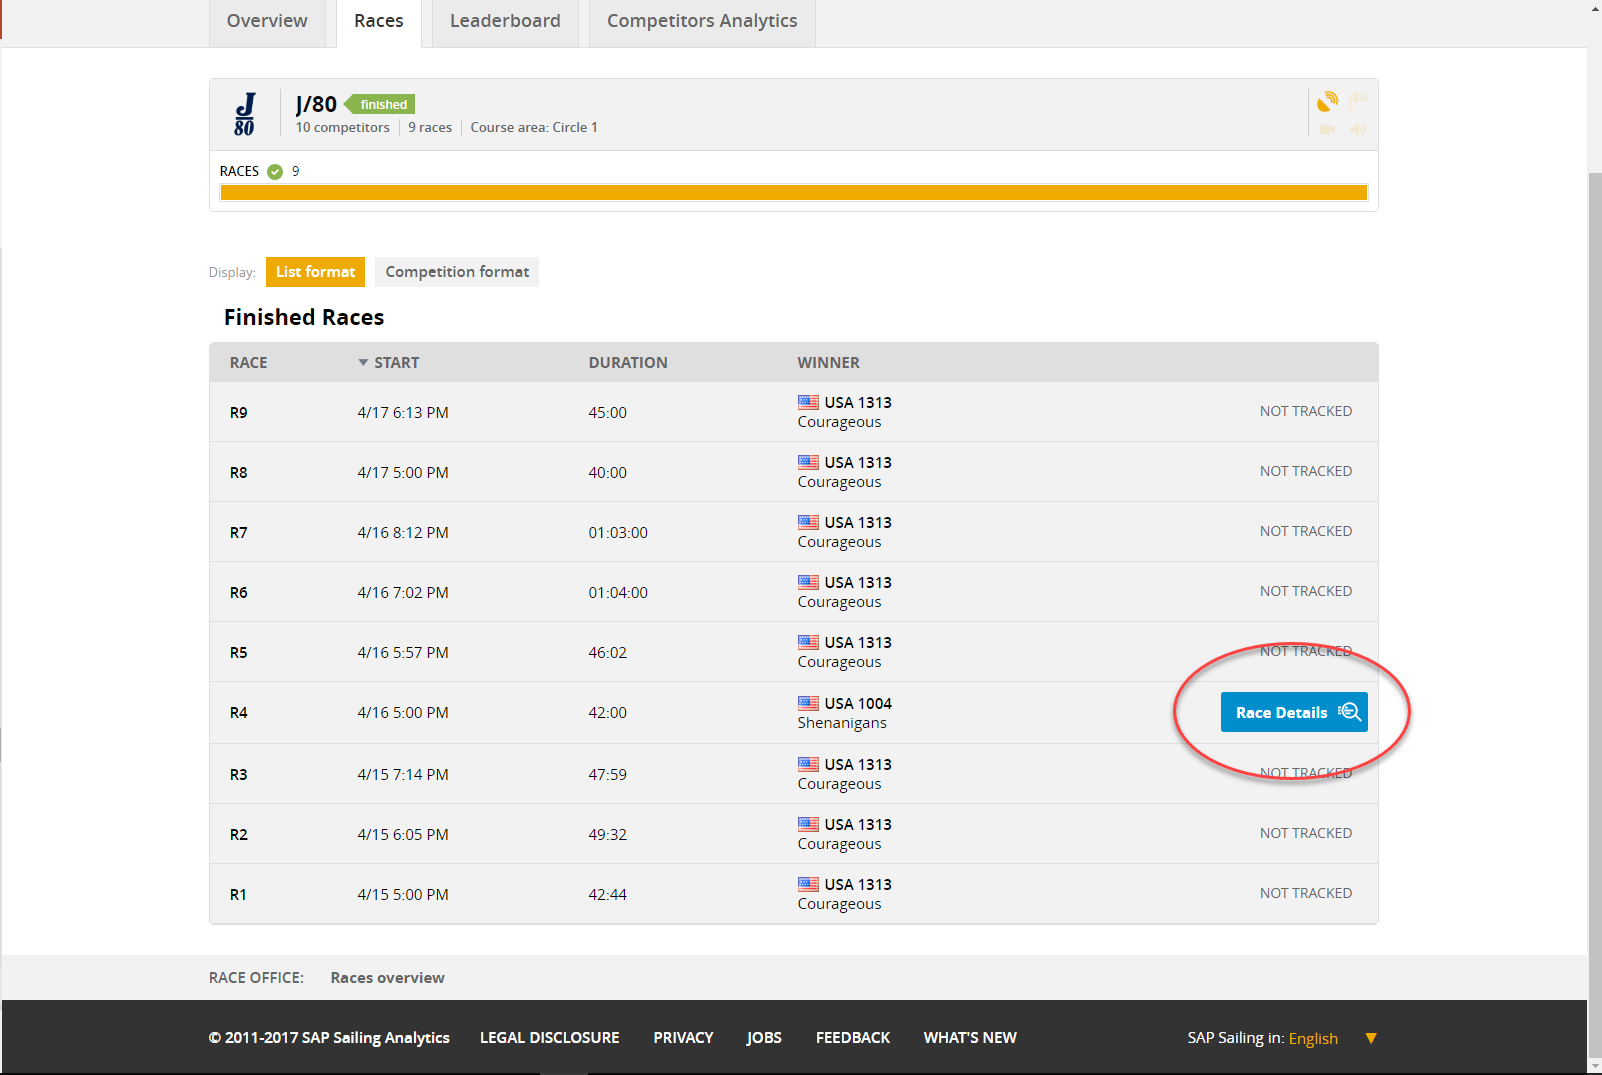 Overview Races Leaderboard Competitors Analytics
J/80 finished
J
80
10 competitors 9 races Course area: Circle 1
RACES 9
Display: List format Competition format
Finished Races
RACE START DURATION WINNER
R9 4/17 6:13 PM 45:00 USA 1313 NOT TRACKED
Courageous
R8 4/17 5:00 PM 40:00 USA 1313 NOT TRACKED
Courageous
R7 4/16 8:12 PM 01:03:00 USA 1313 NOT TRACKED
Courageous
R6 4/16 7:02 PM 01:04:00 USA 1313 NOT TRACKED
Courageous
R5 4/16 5:57 PM 46:02 USA 1313 NOT TRACKED
Courageous
R4 4/16 5:00 PM 42:00 USA 1004 Race Details
Shenanigans
R3 4/15 7:14 PM 47:59 USA 1313 NOT TRACKED
Courageous
R2 4/15 6:05 PM 49:32 USA 1313 NOT TRACKED
Courageous
R1 4/15 5:00 PM 42:44 USA 1313 NOT TRACKED
Courageous
RACE OFFICE: Races overview
© 2011-2017 SAP Sailing Analytics LEGAL DISCLOSURE PRIVACY JOBS FEEDBACK WHAT'S NEW SAP Sailing in: English